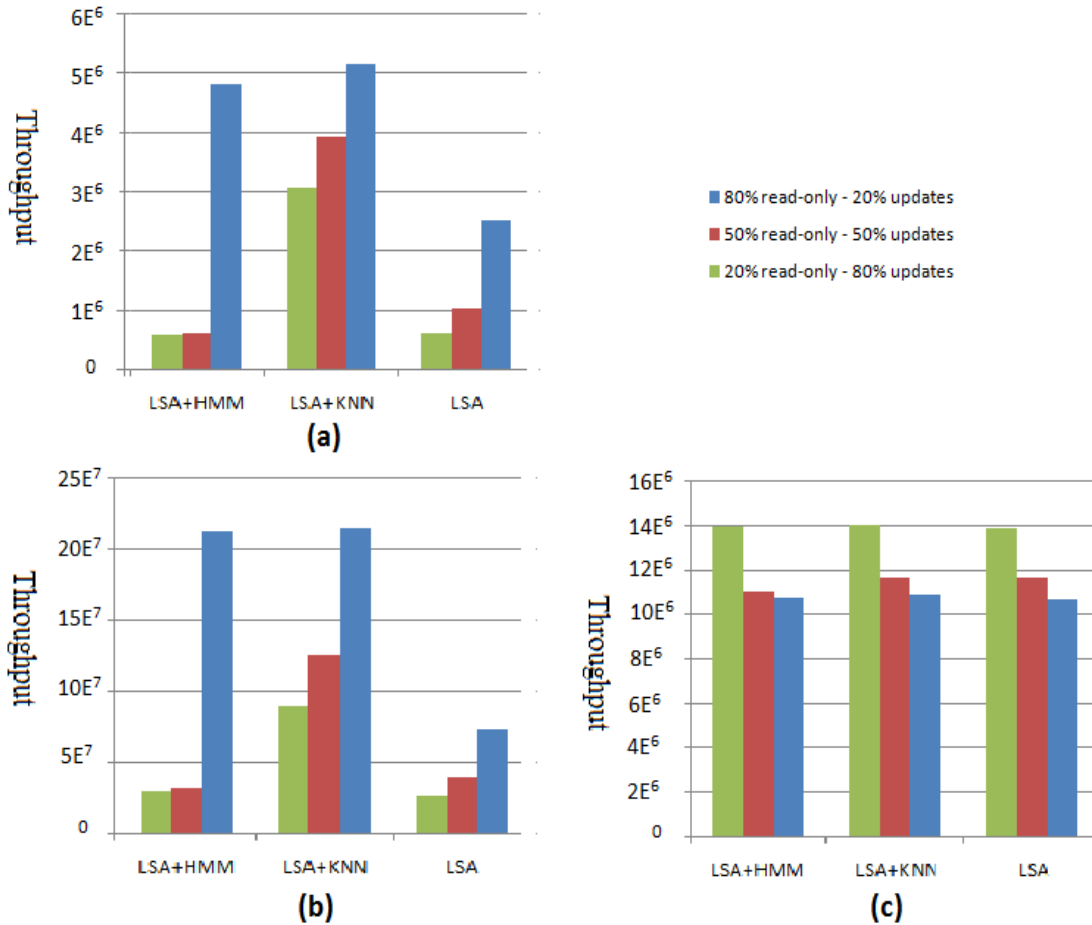 6E⁶
5E⁶
4E⁶
3E⁶
2E⁶
1E⁶
0
Throughput
LSA+HMM LSA+KNN LSA
(a)
80% read-only - 20% updates
50% read-only - 50% updates
20% read-only - 80% updates
25E⁷
20E⁷
15E⁷
10E⁷
5E⁷
0
Throughput
LSA+HMM LSA+KNN LSA
(b)
16E⁶
14E⁶
12E⁶
10E⁶
8E⁶
6E⁶
4E⁶
2E⁶
0
Throughput
LSA+HMM LSA+KNN LSA
(c)